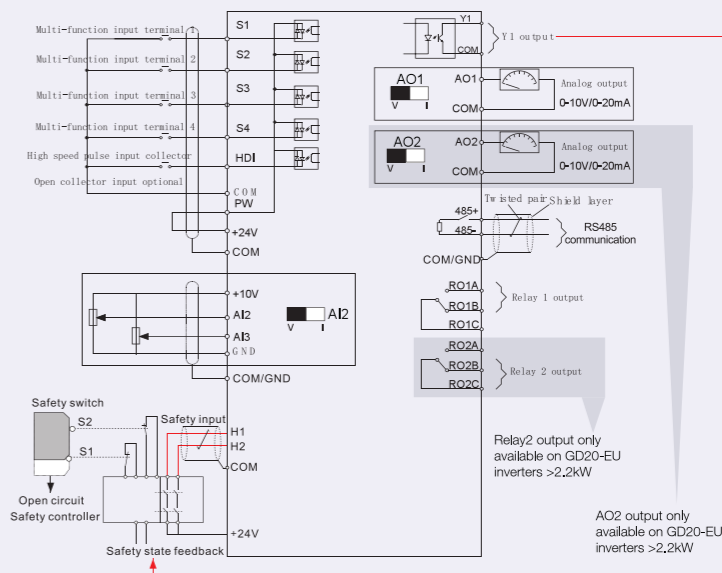 Multi-function input terminal 1
S1
Multi-function input terminal 2
S2
Multi-function input terminal 3
S3
Multi-function input terminal 4
S4
High speed pulse input collector
HDI
Open collector input optional
COM
PW
+24V
COM
+10V
AI2
AI3
GND
V I
AI2
COM/GND
Safety switch
S2
S1
Open circuit
Safety controller
Safety input
H1
H2
COM
+24V
Safety state feedback
Y1
COM
Y1 output
AO1
V I
AO1
COM
Analog output
0-10V/0-20mA
AO2
V I
AO2
COM
Analog output
0-10V/0-20mA
Twisted pair
Shield layer
485+
485-
RS485
communication
COM/GND
RO1A
RO1B
RO1C
Relay 1 output
RO2A
RO2B
RO2C
Relay 2 output
Relay2 output only
available on GD20-EU
inverters >2.2kW
AO2 output only
available on GD20-EU
inverters >2.2kW